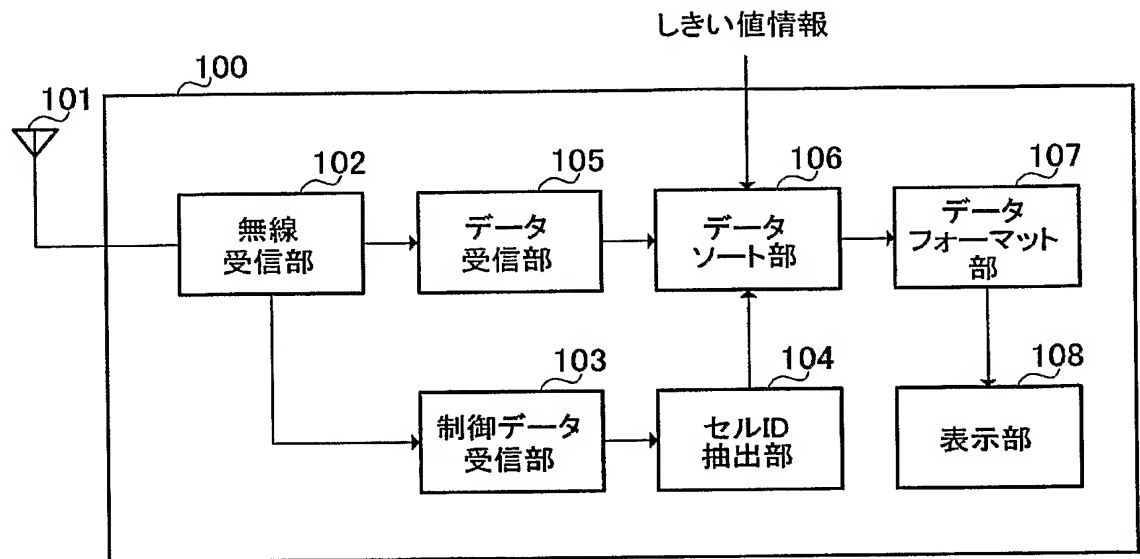 しきい値情報
100
101
102
無線
受信部
105
データ
受信部
106
データ
ソート部
107
データ
フォーマット
部
103
制御データ
受信部
104
セルID
抽出部
108
表示部